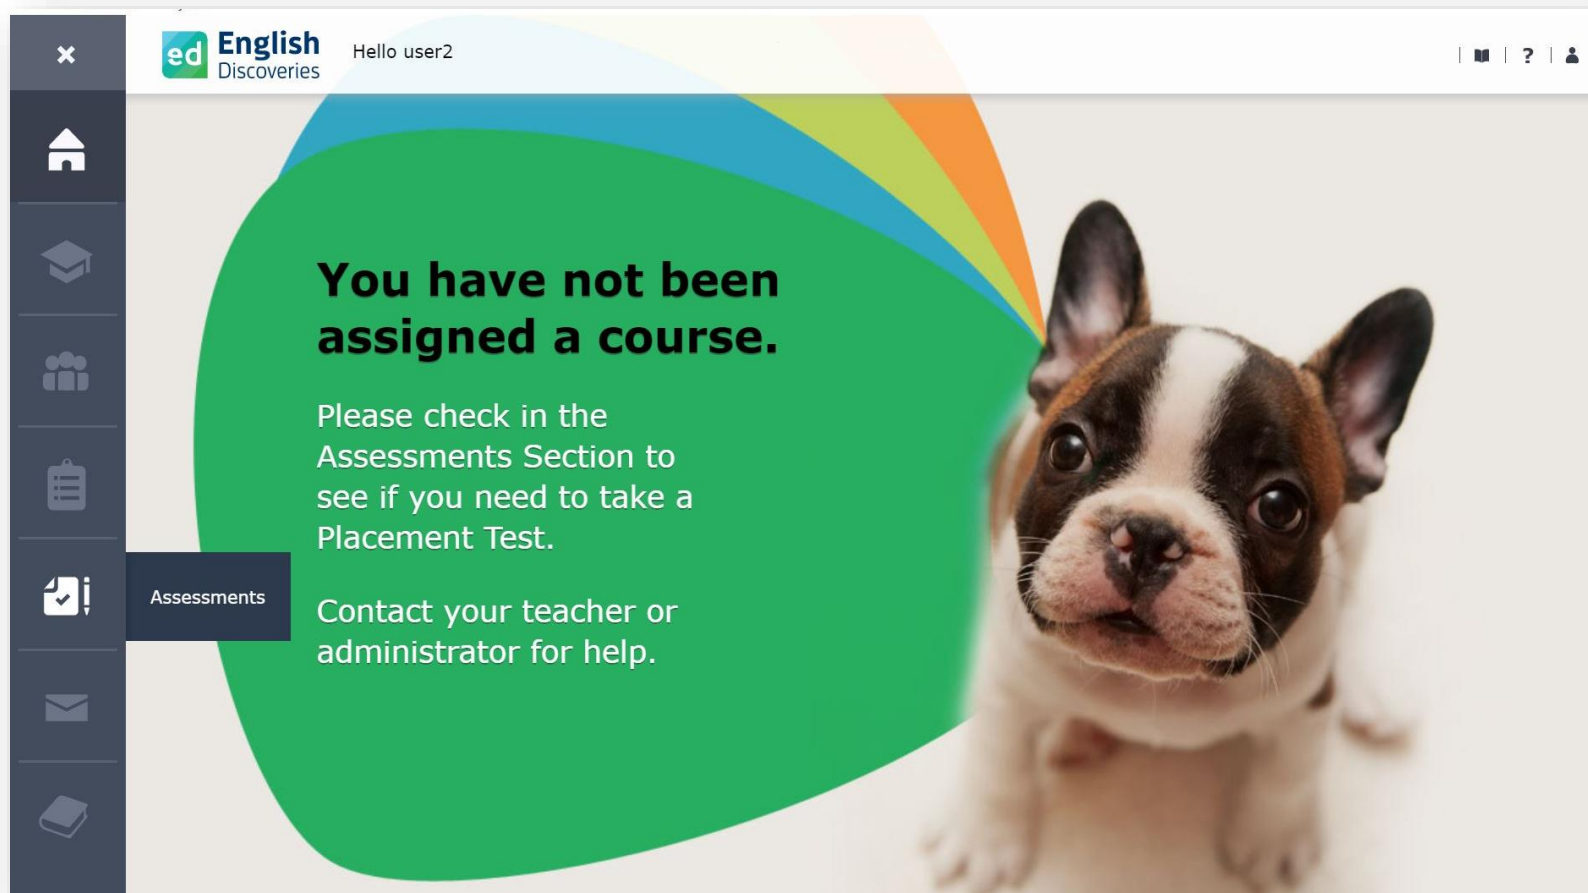 ed English
Discoveries
Hello user2
?
You have not been
assigned a course.
Please check in the
Assessments Section to
see if you need to take a
Placement Test.
Assessments
Contact your teacher or
administrator for help.